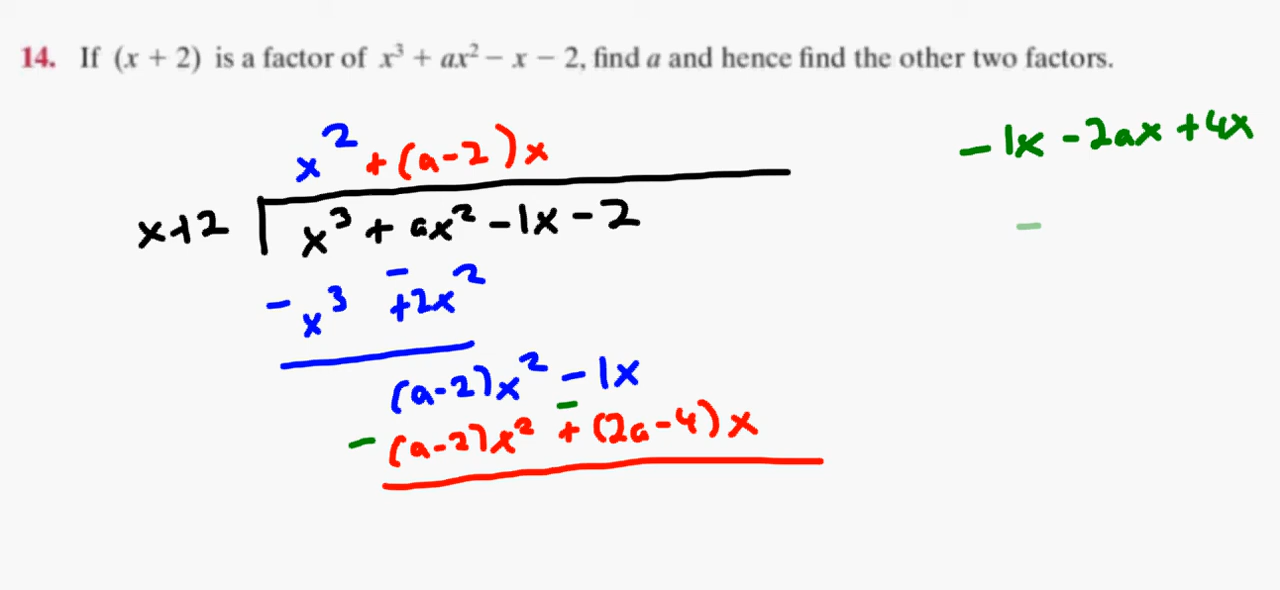 14. If (x + 2) is a factor of x³ + ax² − x − 2, find a and hence find the other two factors.
−1x −2ax +4x
x² +(a−2)x
x+2 x³ + ax² −1x −2
− x³ − +2x²
(a−2)x² −1x
− (a−2)x² − + (2a−4)x
−